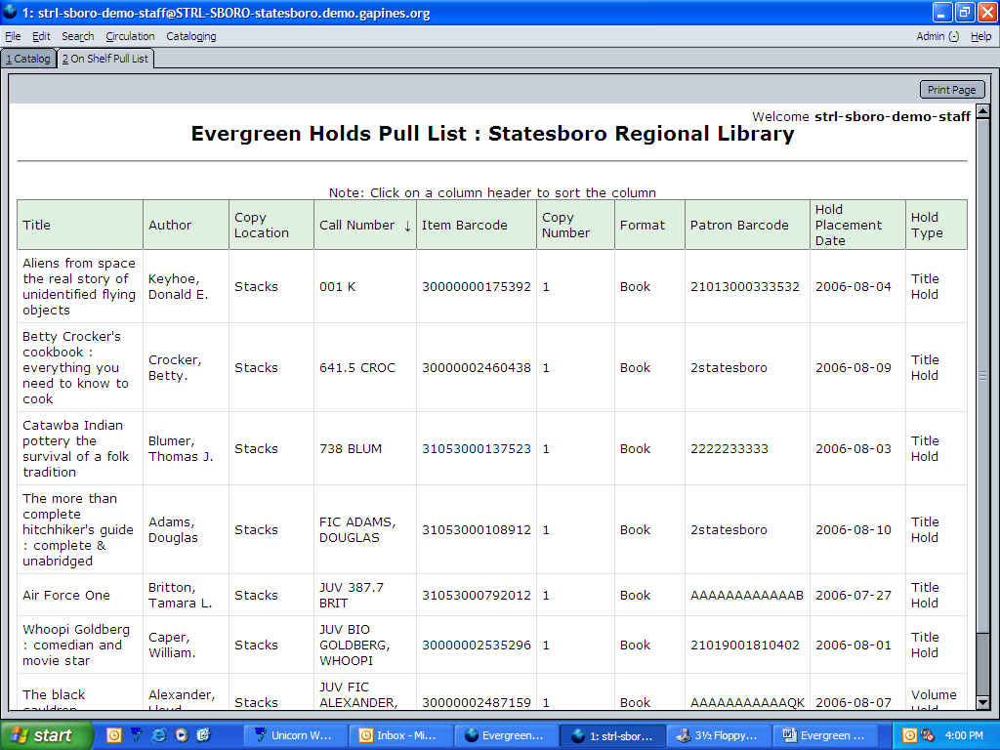 1: strl-sboro-demo-staff@STRL-SBORO-statesboro.demo.gapines.org
File Edit Search Circulation Cataloging Admin (-) Help
1 Catalog 2 On Shelf Pull List
Print Page
Welcome strl-sboro-demo-staff
Evergreen Holds Pull List : Statesboro Regional Library
Note: Click on a column header to sort the column
Title Author Copy Location Call Number ↓ Item Barcode Copy Number Format Patron Barcode Hold Placement Date Hold Type
Aliens from space the real story of unidentified flying objects Keyhoe, Donald E. Stacks 001 K 30000000175392 1 Book 21013000333532 2006-08-04 Title Hold
Betty Crocker's cookbook : everything you need to know to cook Crocker, Betty. Stacks 641.5 CROC 30000002460438 1 Book 2statesboro 2006-08-09 Title Hold
Catawba Indian pottery the survival of a folk tradition Blumer, Thomas J. Stacks 738 BLUM 31053000137523 1 Book 2222233333 2006-08-03 Title Hold
The more than complete hitchhiker's guide : complete & unabridged Adams, Douglas Stacks FIC ADAMS, DOUGLAS 31053000108912 1 Book 2statesboro 2006-08-10 Title Hold
Air Force One Britton, Tamara L. Stacks JUV 387.7 BRIT 31053000792012 1 Book AAAAAAAAAAAAB 2006-07-27 Title Hold
Whoopi Goldberg : comedian and movie star Caper, William. Stacks JUV BIO GOLDBERG, WHOOPI 30000002535296 1 Book 21019001810402 2006-08-01 Title Hold
The black cauldron Alexander, Lloyd Stacks JUV FIC ALEXANDER, 30000002487159 1 Book AAAAAAAAAAAQK 2006-08-07 Volume Hold
start Unicorn W... Inbox - Mi... Evergreen... 1: strl-sbor... 3½ Floppy... Evergreen ... 4:00 PM